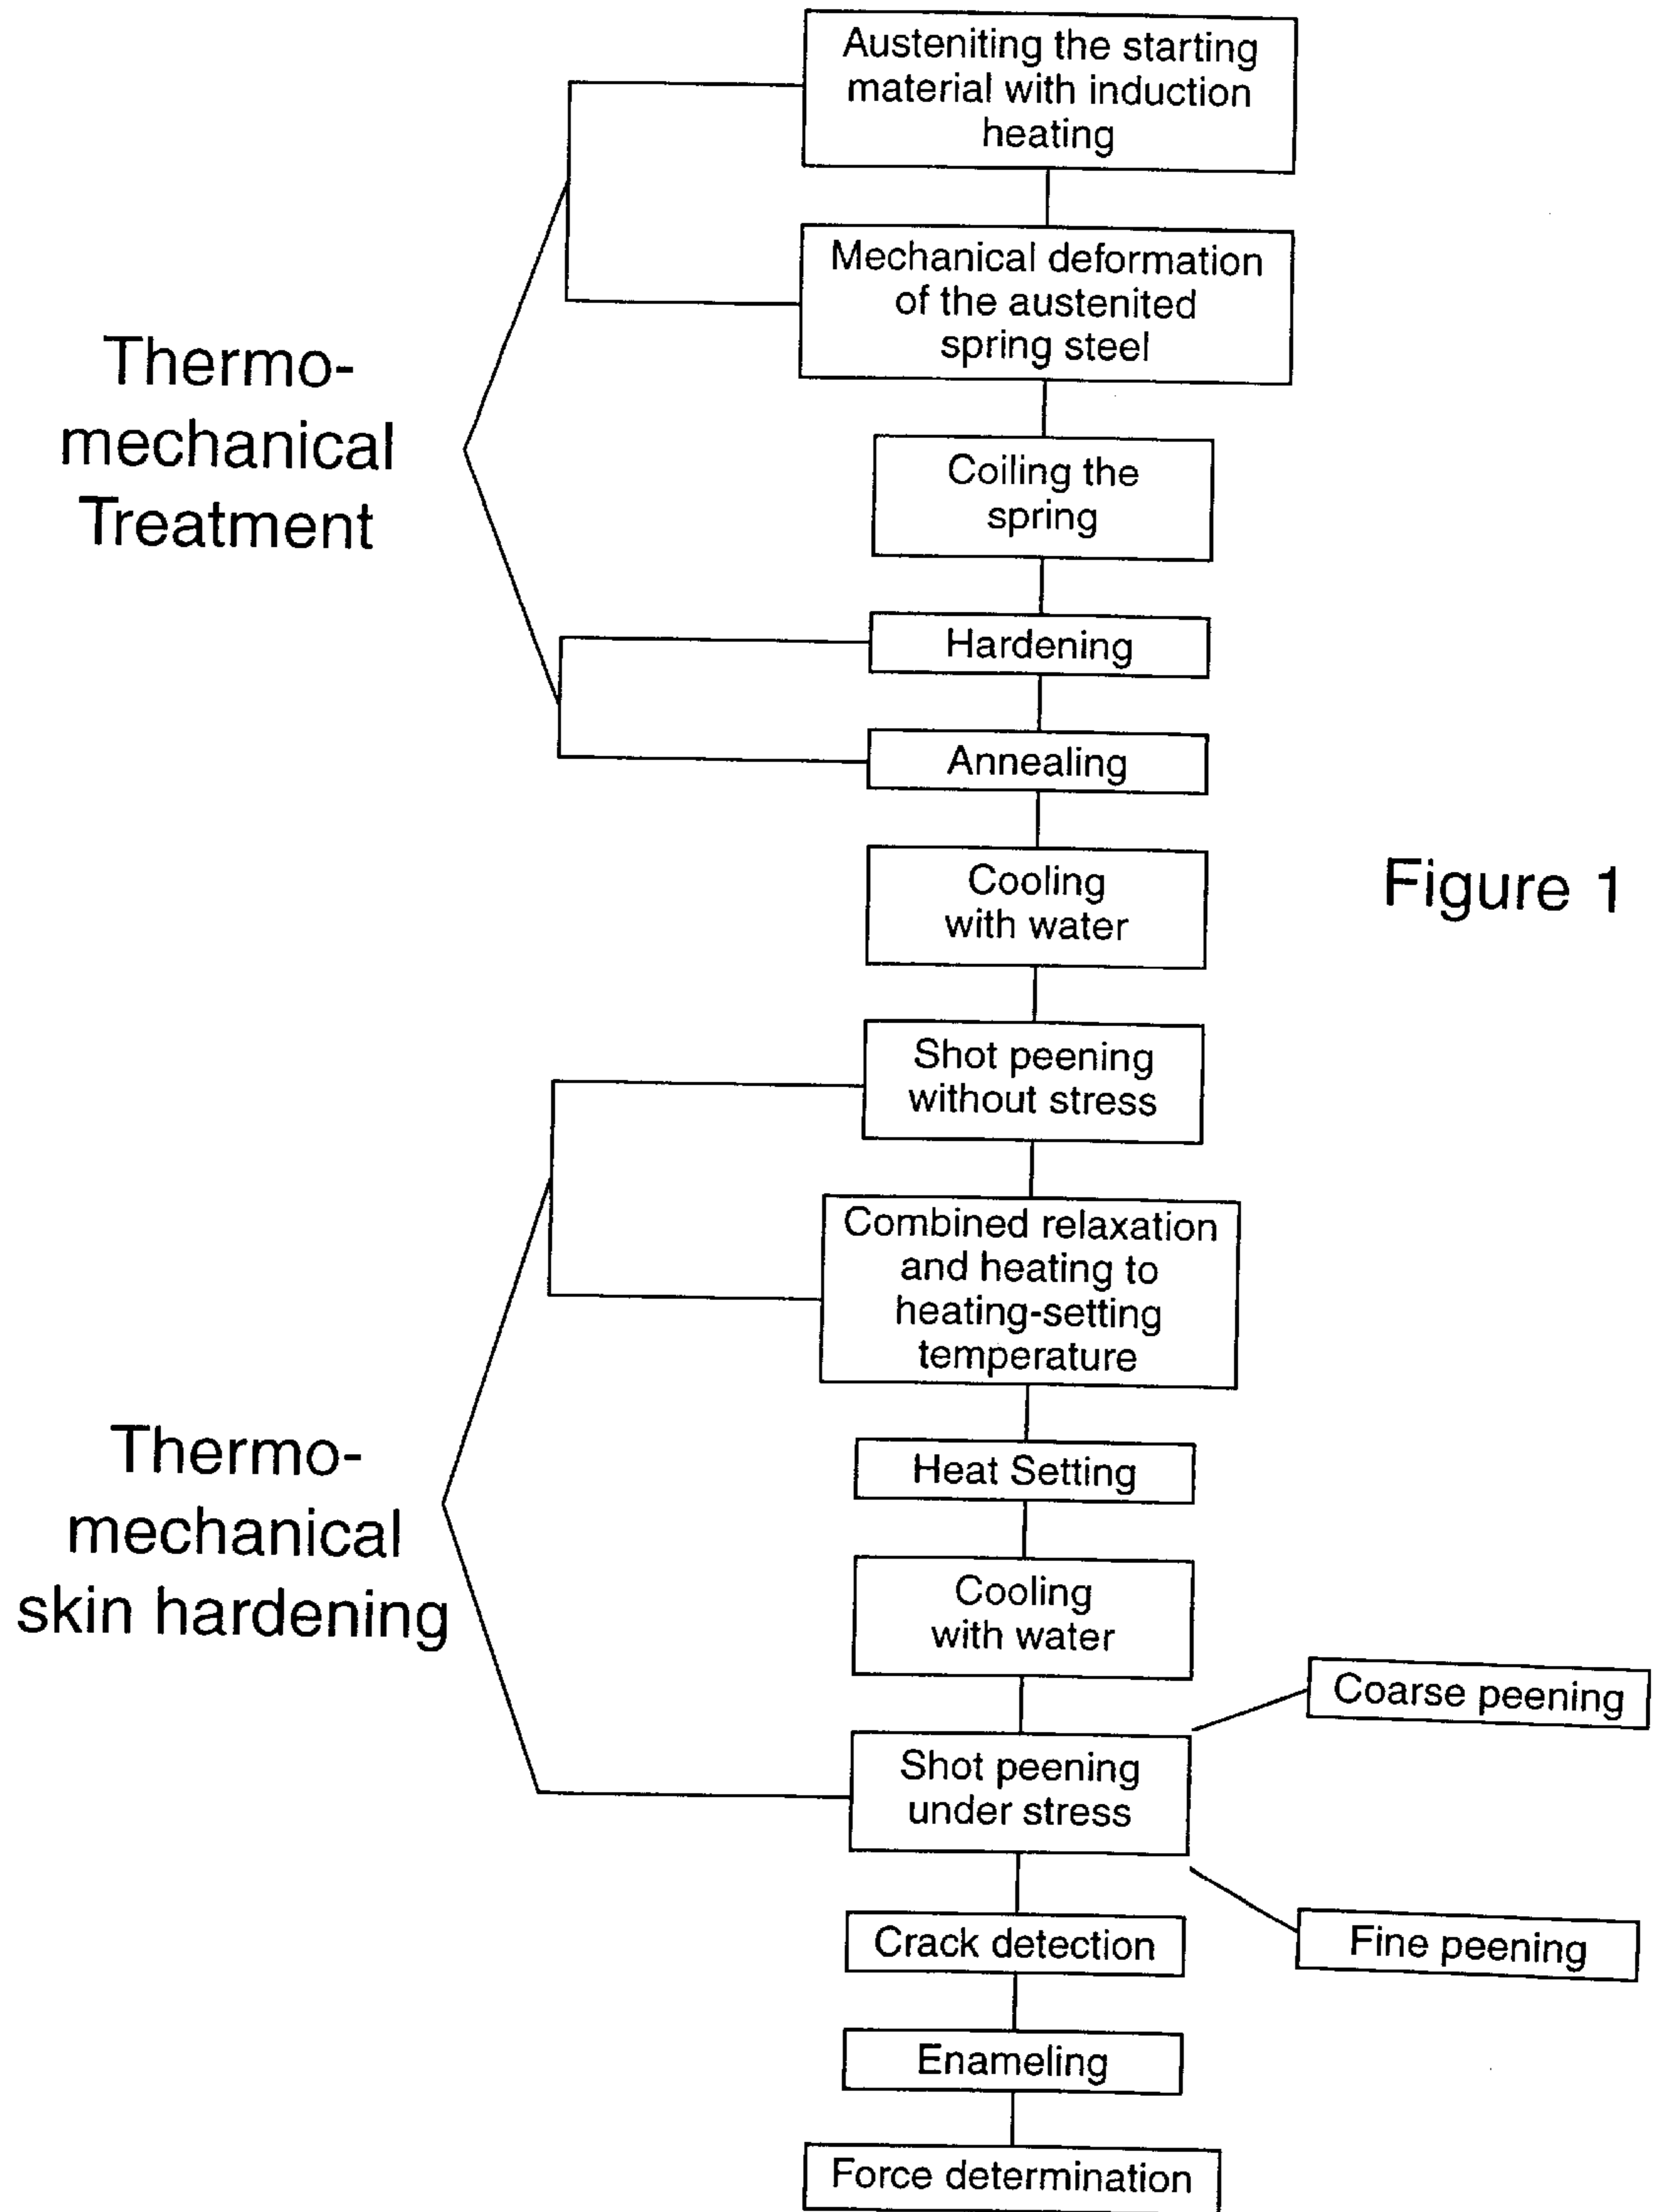 Austeniting the starting
material with induction
heating
Mechanical deformation
of the austenited
spring steel
Thermo-
mechanical
Treatment
Coiling the
spring
Hardening
Annealing
Cooling
with water
Figure 1
Shot peening
without stress
Combined relaxation
and heating to
heating-setting
temperature
Thermo-
mechanical
skin hardening
Heat Setting
Cooling
with water
Coarse peening
Shot peening
under stress
Fine peening
Crack detection
Enameling
Force determination